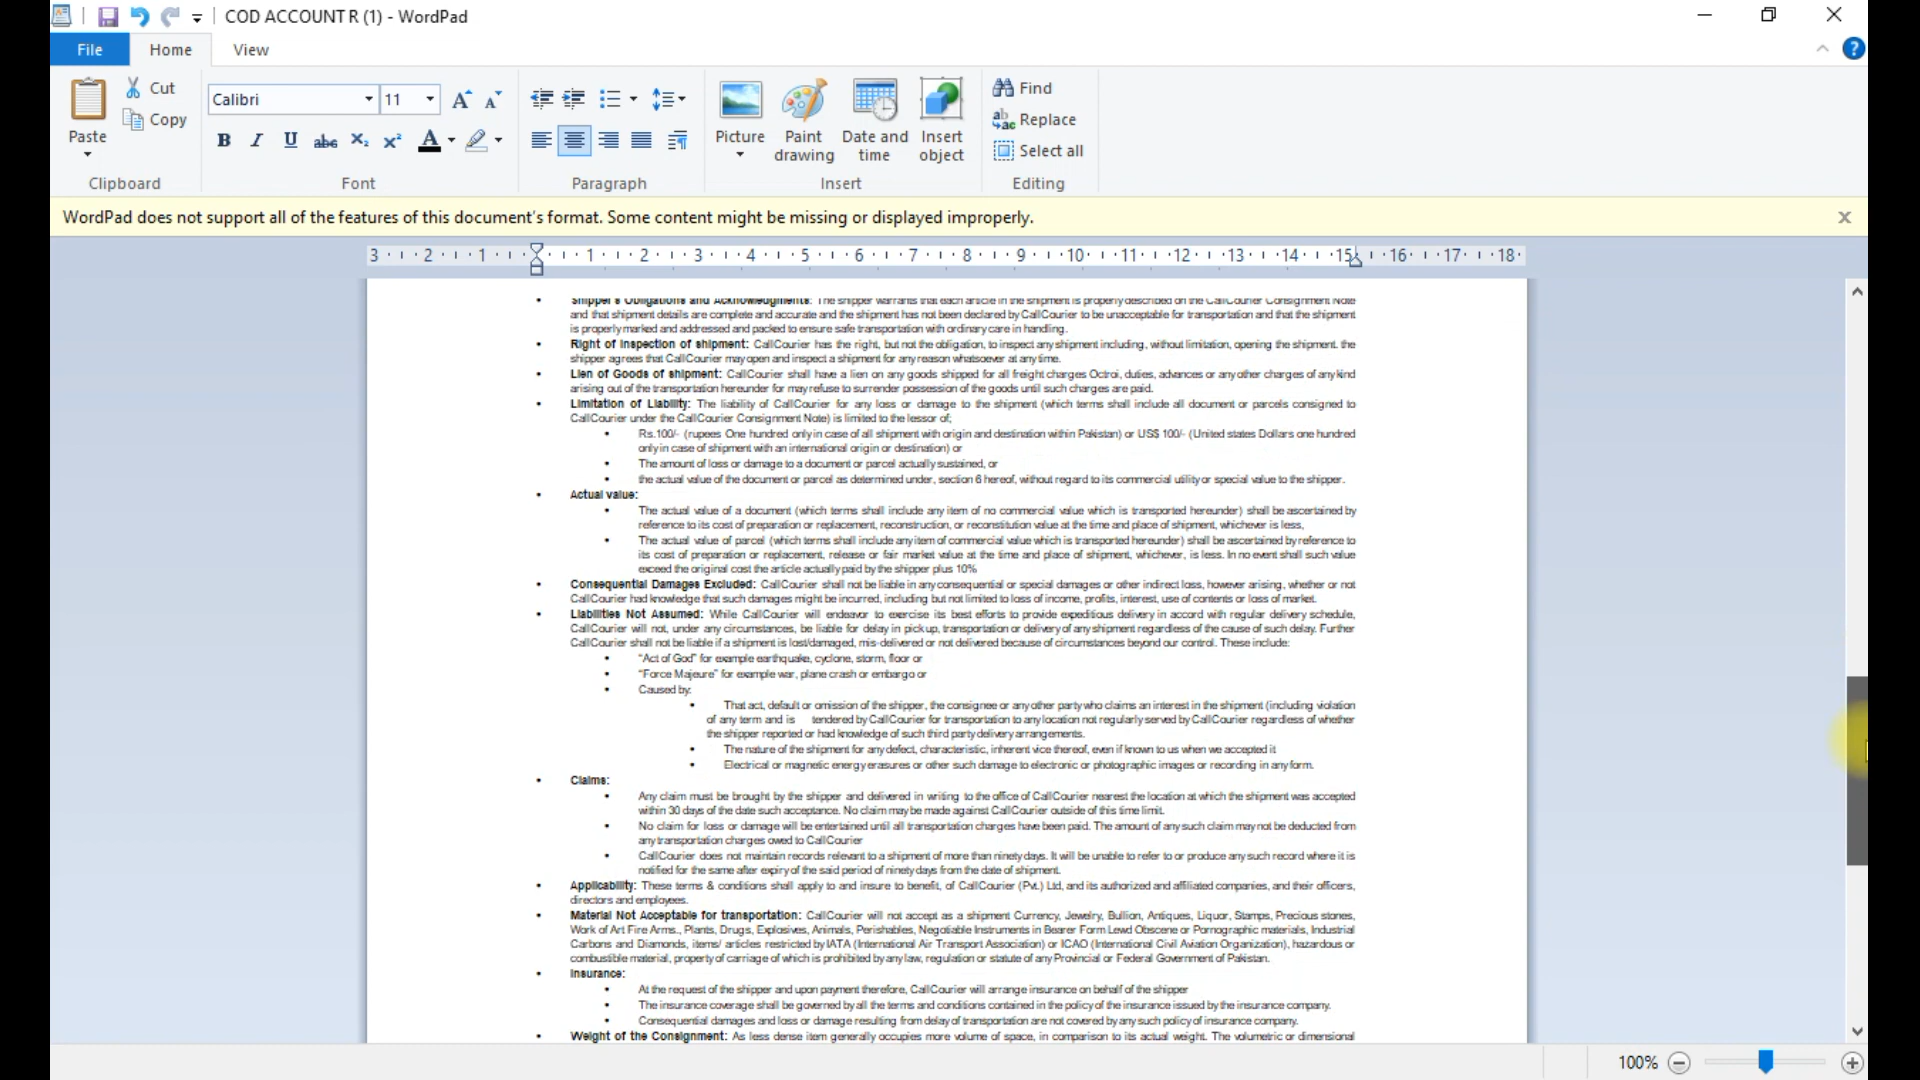 COD ACCOUNT R (1) - WordPad
File Home View
Paste
Cut
Copy
Clipboard
Calibri 11
B I U abc X₂ X² A
Font
Paragraph
Picture
Paint drawing
Date and time
Insert object
Insert
Find
Replace
Select all
Editing
WordPad does not support all of the features of this document's format. Some content might be missing or displayed improperly.
3 2 1 1 2 3 4 5 6 7 8 9 10 11 12 13 14 15 16 17 18
• Shipper's Obligations and Acknowledgments: The shipper warrants that each article in the shipment is properly described on the CallCourier Consignment Note
and that shipment details are complete and accurate and the shipment has not been declared by CallCourier to be unacceptable for transportation and that the shipment
is properly marked and addressed and packed to ensure safe transportation with ordinary care in handling.
• Right of Inspection of shipment: CallCourier has the right, but not the obligation, to inspect any shipment including, without limitation, opening the shipment. the
shipper agrees that CallCourier may open and inspect a shipment for any reason whatsoever at any time.
• Lien of Goods of shipment: CallCourier shall have a lien on any goods shipped for all freight charges Octroi, duties, advances or any other charges of any kind
arising out of the transportation hereunder for may refuse to surrender possession of the goods until such charges are paid.
• Limitation of Liability: The liability of CallCourier for any loss or damage to the shipment (which terms shall include all document or parcels consigned to
CallCourier under the CallCourier Consignment Note) is limited to the lessor of;
• Rs.100/- (rupees One hundred only in case of all shipment with origin and destination within Pakistan) or US$ 100/- (United states Dollars one hundred
only in case of shipment with an international origin or destination) or
• The amount of loss or damage to a document or parcel actually sustained, or
• the actual value of the document or parcel as determined under, section 6 hereof, without regard to its commercial utility or special value to the shipper.
• Actual value:
• The actual value of a document (which terms shall include any item of no commercial value which is transported hereunder) shall be ascertained by
reference to its cost of preparation or replacement, reconstruction, or reconstitution value at the time and place of shipment, whichever is less,
• The actual value of parcel (which terms shall include any item of commercial value which is transported hereunder) shall be ascertained by reference to
its cost of preparation or replacement, release or fair market value at the time and place of shipment, whichever, is less. In no event shall such value
exceed the original cost the article actually paid by the shipper plus 10%
• Consequential Damages Excluded: CallCourier shall not be liable in any consequential or special damages or other indirect loss, however arising, whether or not
CallCourier had knowledge that such damages might be incurred, including but not limited to loss of income, profits, interest, use of contents or loss of market.
• Liabilities Not Assumed: While CallCourier will endeavor to exercise its best efforts to provide expeditious delivery in accord with regular delivery schedule,
CallCourier will not, under any circumstances, be liable for delay in pick up, transportation or delivery of any shipment regardless of the cause of such delay. Further
CallCourier shall not be liable if a shipment is lost/damaged, mis-delivered or not delivered because of circumstances beyond our control. These include:
• "Act of God" for example earthquake, cyclone, storm, floor or
• "Force Majeure" for example war, plane crash or embargo or
• Caused by:
• That act, default or omission of the shipper, the consignee or any other party who claims an interest in the shipment (including violation
of any term and is tendered by CallCourier for transportation to any location not regularly served by CallCourier regardless of whether
the shipper reported or had knowledge of such third party delivery arrangements.
• The nature of the shipment for any defect, characteristic, inherent vice thereof, even if known to us when we accepted it
• Electrical or magnetic energy erasures or other such damage to electronic or photographic images or recording in any form.
• Claims:
• Any claim must be brought by the shipper and delivered in writing to the office of CallCourier nearest the location at which the shipment was accepted
within 30 days of the date such acceptance. No claim may be made against CallCourier outside of this time limit.
• No claim for loss or damage will be entertained until all transportation charges have been paid. The amount of any such claim may not be deducted from
any transportation charges owed to CallCourier
• CallCourier does not maintain records relevant to a shipment of more than ninety days. It will be unable to refer to or produce any such record where it is
notified for the same after expiry of the said period of ninety days from the date of shipment.
• Applicability: These terms & conditions shall apply to and insure to benefit, of CallCourier (Pvt.) Ltd, and its authorized and affiliated companies, and their officers,
directors and employees.
• Material Not Acceptable for transportation: CallCourier will not accept as a shipment Currency, Jewelry, Bullion, Antiques, Liquor, Stamps, Precious stones,
Work of Art Fire Arms., Plants, Drugs, Explosives, Animals, Perishables, Negotiable Instruments in Bearer Form Lewd Obscene or Pornographic materials, Industrial
Carbons and Diamonds, items/ articles restricted by IATA (International Air Transport Association) or ICAO (International Civil Aviation Organization), hazardous or
combustible material, property of carriage of which is prohibited by any law, regulation or statute of any Provincial or Federal Government of Pakistan.
• Insurance:
• At the request of the shipper and upon payment therefore, CallCourier will arrange insurance on behalf of the shipper
• The insurance coverage shall be governed by all the terms and conditions contained in the policy of the insurance issued by the insurance company.
• Consequential damages and loss or damage resulting from delay of transportation are not covered by any such policy of insurance company.
• Weight of the Consignment: As less dense item generally occupies more volume of space, in comparison to its actual weight. The volumetric or dimensional
100%